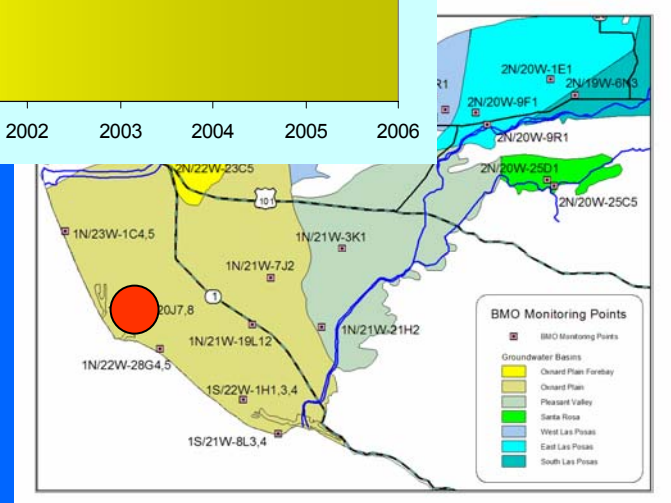 2002 2003 2004 2005 2006
R1
2N/20W-1E1
2N/19W-6N3
2N/20W-9F1
2N/20W-9R1
2N/22W-23C5
2N/20W-25D1
2N/20W-25C5
101
1N/23W-1C4,5
1N/21W-3K1
1N/21W-7J2
1
20J7,8
1N/21W-19L12
1N/21W-21H2
1N/22W-28G4,5
1S/22W-1H1,3,4
1S/21W-8L3,4
BMO Monitoring Points
BMO Monitoring Points
Groundwater Basins
Oxnard Plain Forebay
Oxnard Plain
Pleasant Valley
Santa Rosa
West Las Posas
East Las Posas
South Las Posas